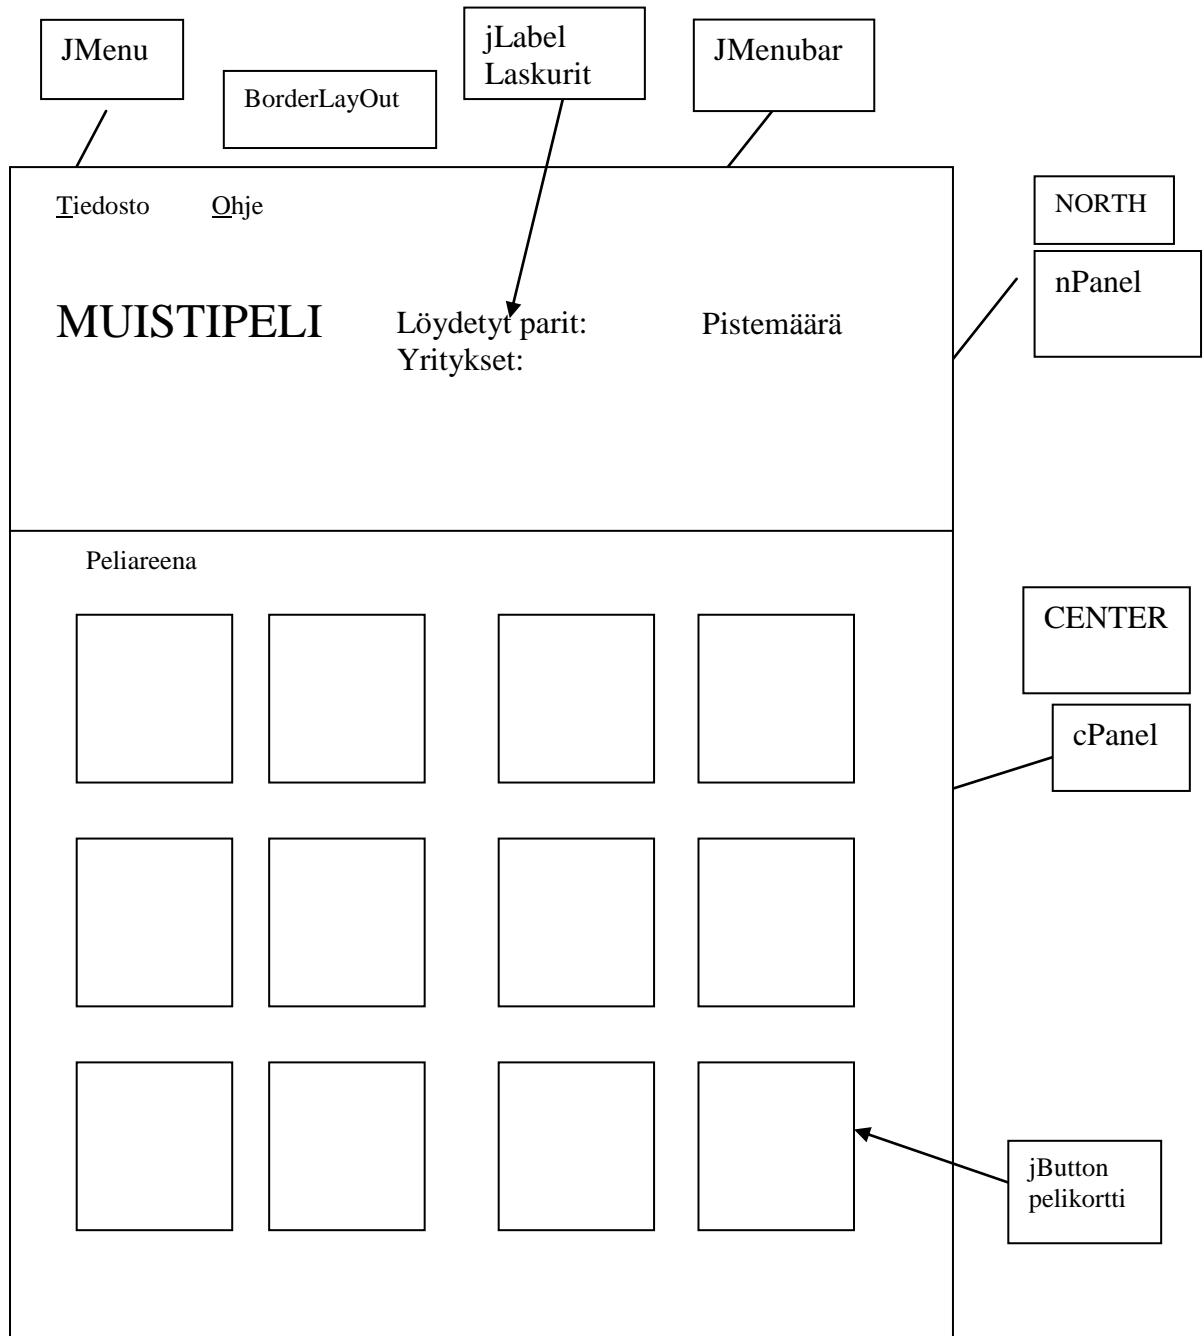 JMenu
BorderLayOut
jLabel
Laskurit
JMenubar
Tiedosto Ohje
NORTH
nPanel
MUISTIPELI
Löydetyt parit:
Yritykset:
Pistemäärä
Peliareena
CENTER
cPanel
jButton
pelikortti